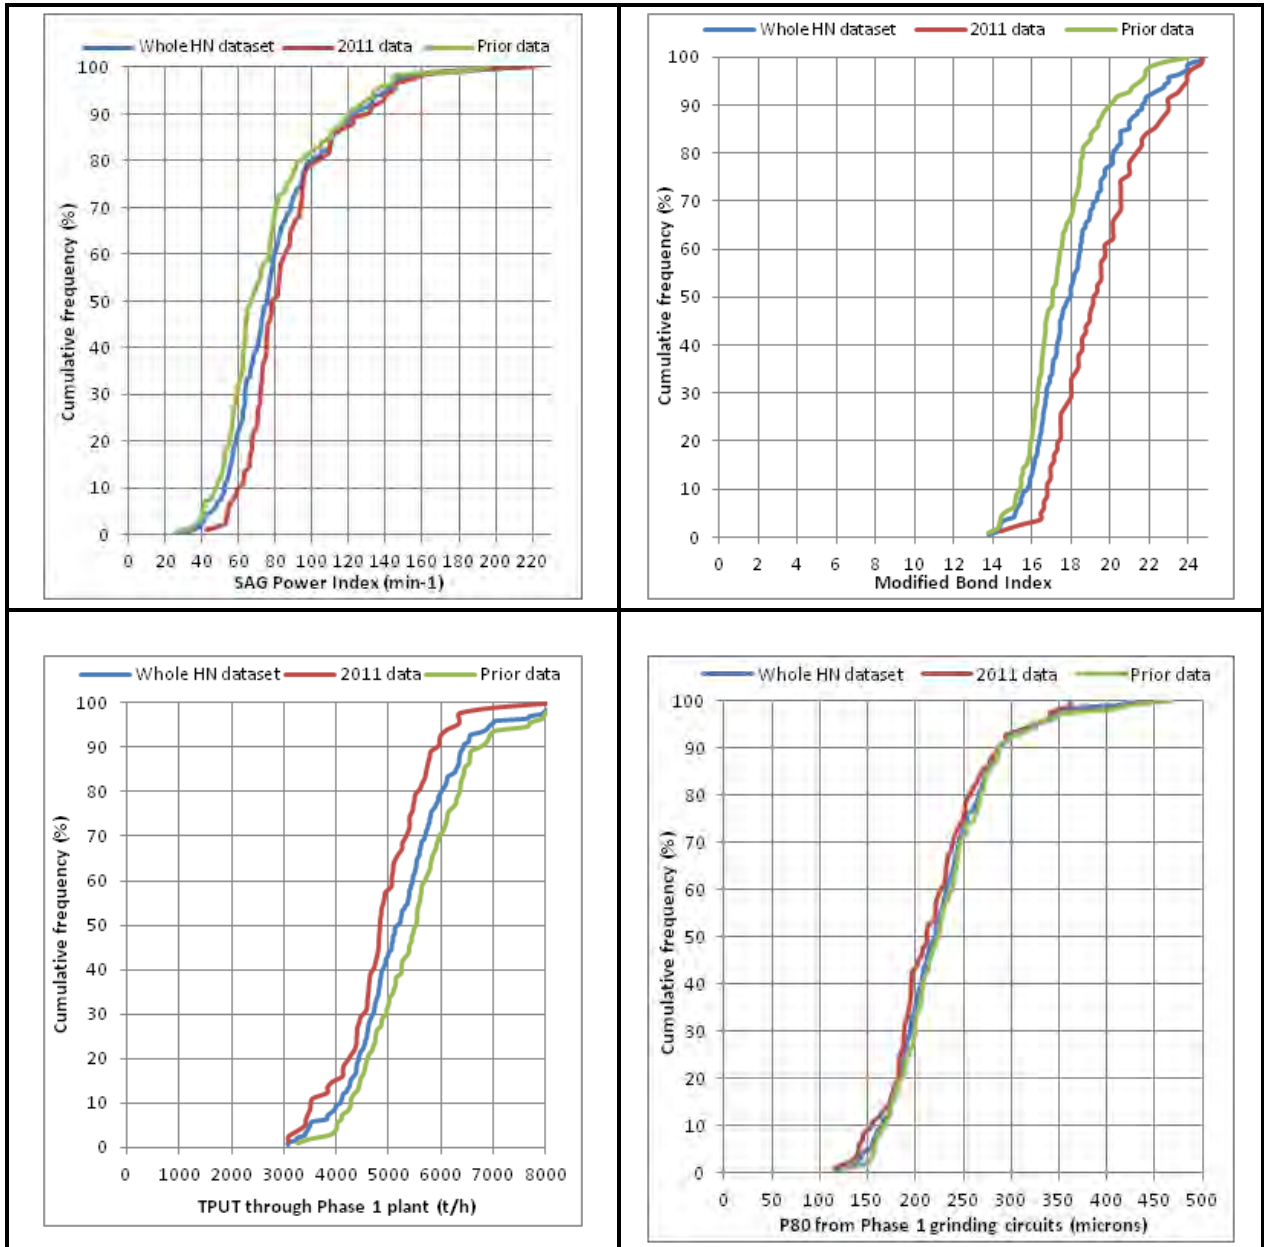 Whole HN dataset 2011 data Prior data
100
90
80
70
60
50
40
30
20
10
0
Cumulative frequency (%)
0 20 40 60 80 100 120 140 160 180 200 220
SAG Power Index (min-1)
Whole HN dataset 2011 data Prior data
100
90
80
70
60
50
40
30
20
10
0
Cumulative frequency (%)
0 2 4 6 8 10 12 14 16 18 20 22 24
Modified Bond Index
Whole HN dataset 2011 data Prior data
100
90
80
70
60
50
40
30
20
10
0
Cumulative frequency (%)
0 1000 2000 3000 4000 5000 6000 7000 8000
TPUT through Phase 1 plant (t/h)
Whole HN dataset 2011 data Prior data
100
90
80
70
60
50
40
30
20
10
0
Cumulative frequency (%)
0 50 100 150 200 250 300 350 400 450 500
P80 from Phase 1 grinding circuits (microns)